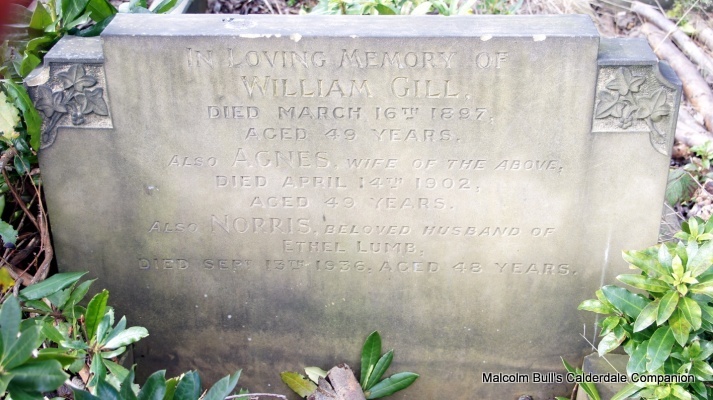 In Loving Memory of
William Gill,
died March 16th 1897,
aged 49 years.
also Agnes, wife of the above,
died April 14th 1902,
aged 49 years.
also Norris, beloved husband of
Ethel Lumb,
died Sept 13th 1936, aged 48 years.
Malcolm Bull's Calderdale Companion